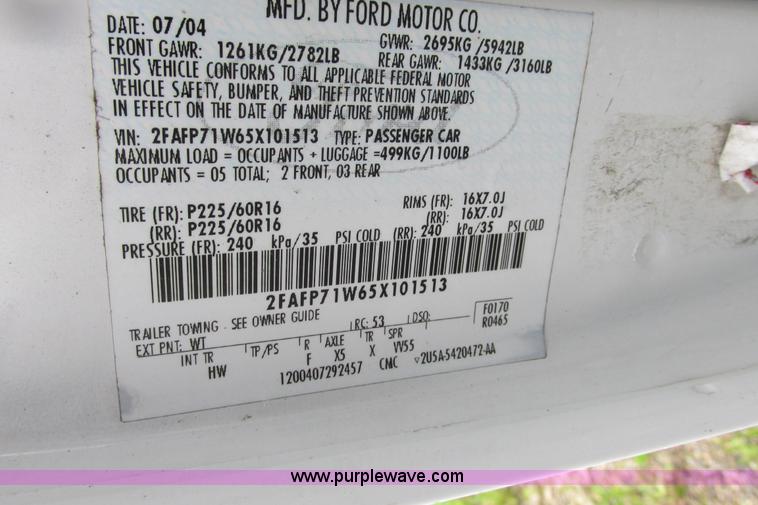 MFD. BY FORD MOTOR CO.
DATE: 07/04 GVWR: 2695KG/5942LB
FRONT GAWR: 1261KG/2782LB REAR GAWR: 1433KG/3160LB
THIS VEHICLE CONFORMS TO ALL APPLICABLE FEDERAL MOTOR
VEHICLE SAFETY, BUMPER, AND THEFT PREVENTION STANDARDS
IN EFFECT ON THE DATE OF MANUFACTURE SHOWN ABOVE.
VIN: 2FAFP71W65X101513 TYPE: PASSENGER CAR
MAXIMUM LOAD = OCCUPANTS + LUGGAGE =499KG/1100LB
OCCUPANTS = 05 TOTAL; 2 FRONT, 03 REAR
TIRE (FR): P225/60R16 RIMS (FR): 16X7.0J
(RR): P225/60R16 (RR): 16X7.0J
PRESSURE (FR): 240 kPa/35 PSI COLD (RR): 240 kPa/35 PSI COLD
2FAFP71W65X101513
TRAILER TOWING - SEE OWNER GUIDE
EXT PNT: WT RC: 53 DSO: F0170
R0465
INT TR TP/PS R AXLE TR SPR
HW F X5 X VV55
1200407292457 CMC ▽2U5A-5420472-AA
www.purplewave.com